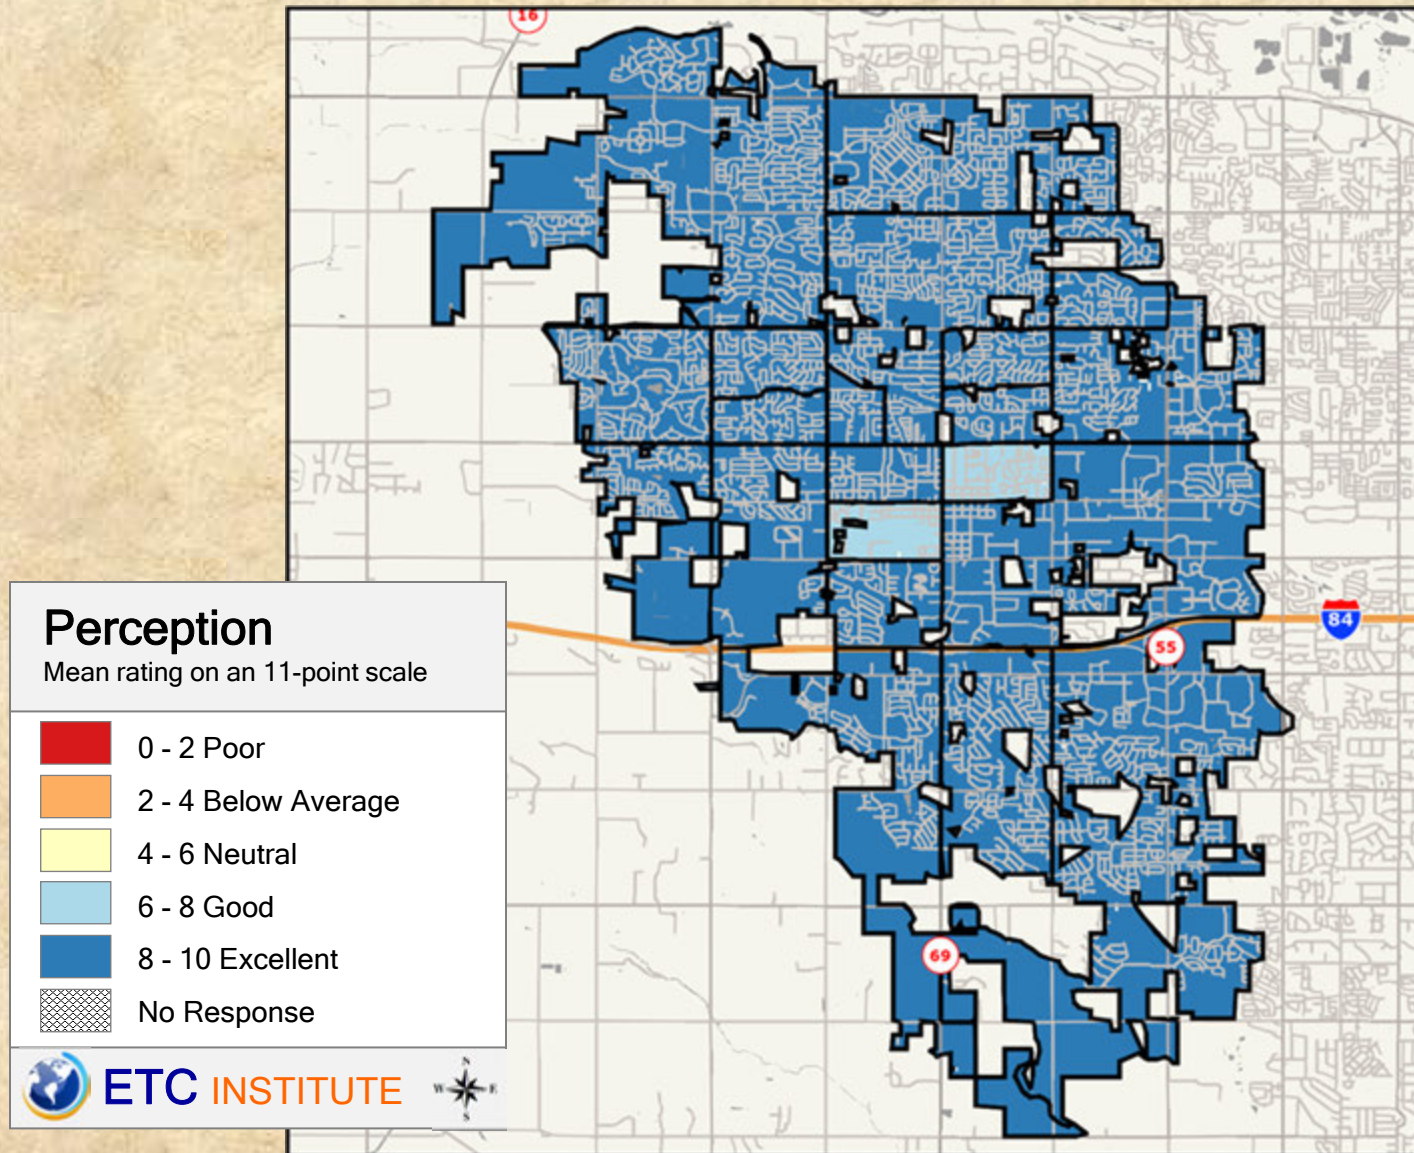 16
84
55
69
Perception
Mean rating on an 11-point scale
0 - 2 Poor
2 - 4 Below Average
4 - 6 Neutral
6 - 8 Good
8 - 10 Excellent
No Response
ETC INSTITUTE
N
W E
S